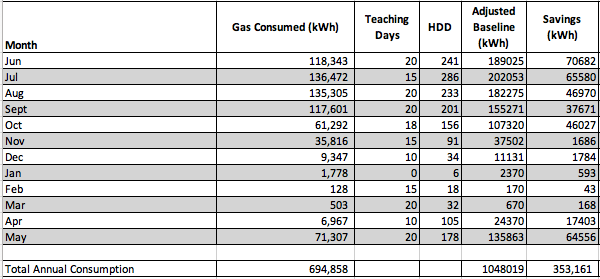 Month Gas Consumed (kWh) Teaching Days HDD Adjusted Baseline (kWh) Savings (kWh)
Jun 118,343 20 241 189025 70682
Jul 136,472 15 286 202053 65580
Aug 135,305 20 233 182275 46970
Sept 117,601 20 201 155271 37671
Oct 61,292 18 156 107320 46027
Nov 35,816 15 91 37502 1686
Dec 9,347 10 34 11131 1784
Jan 1,778 0 6 2370 593
Feb 128 15 18 170 43
Mar 503 20 32 670 168
Apr 6,967 10 105 24370 17403
May 71,307 20 178 135863 64556
Total Annual Consumption 694,858 1048019 353,161